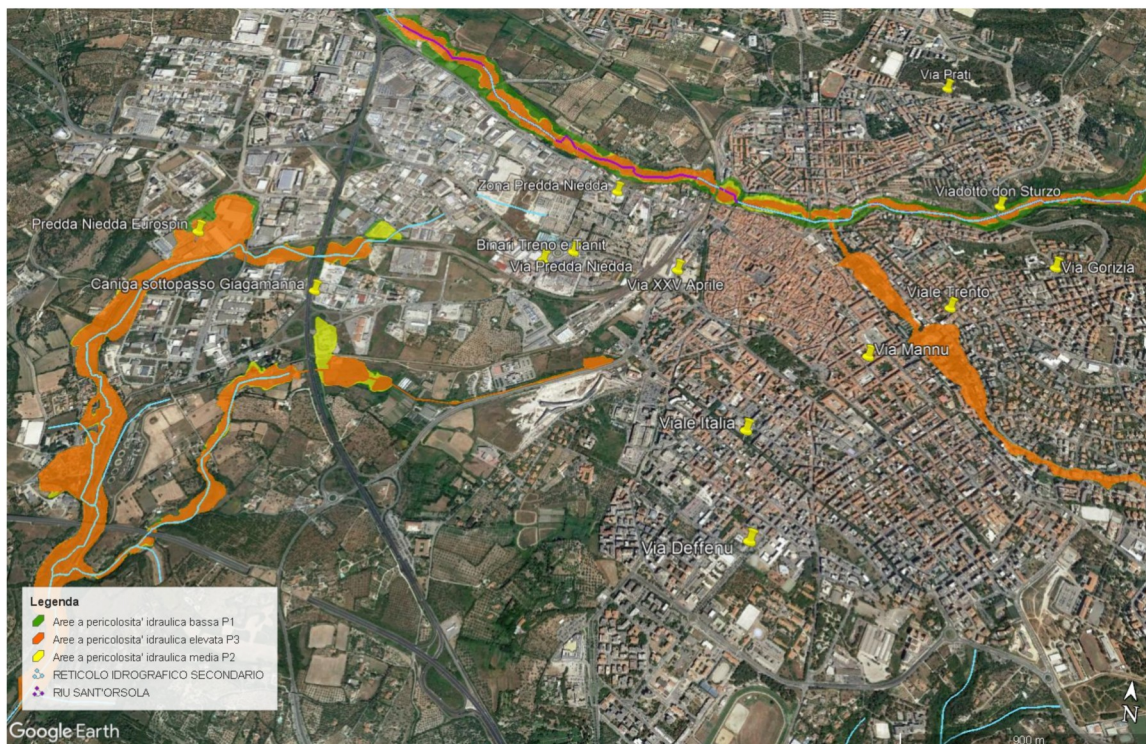 Via Prati
Zona Predda Niedda
Viadotto don Sturzo
Predda Niedda Eurospin
Binari Treno e Tianit
Via Predda Niedda
Via XXV Aprile
Via Gorizia
Caniga sottopasso Giagamanna
Viale Trento
Via Mannu
Viale Italia
Via Deffenu
Legenda
Aree a pericolosita' idraulica bassa P1
Aree a pericolosita' idraulica elevata P3
Aree a pericolosita' idraulica media P2
RETICOLO IDROGRAFICO SECONDARIO
RIU SANT'ORSOLA
N
Google Earth
900 m